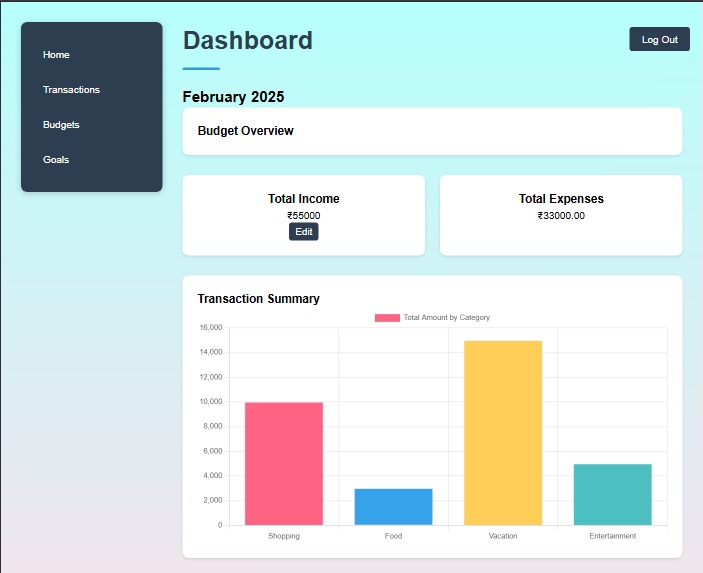 Home
Transactions
Budgets
Goals
Dashboard
Log Out
February 2025
Budget Overview
Total Income
₹55000
Edit
Total Expenses
₹33000.00
Transaction Summary
Total Amount by Category
16,000
14,000
12,000
10,000
8,000
6,000
4,000
2,000
0
Shopping Food Vacation Entertainment